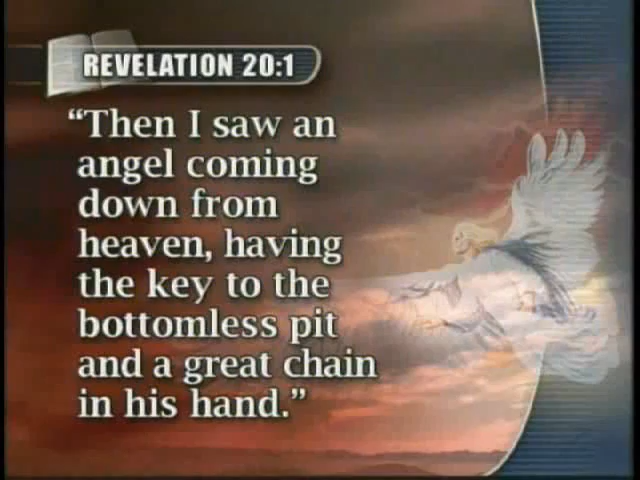 REVELATION 20:1
“Then I saw an
angel coming
down from
heaven, having
the key to the
bottomless pit
and a great chain
in his hand.”